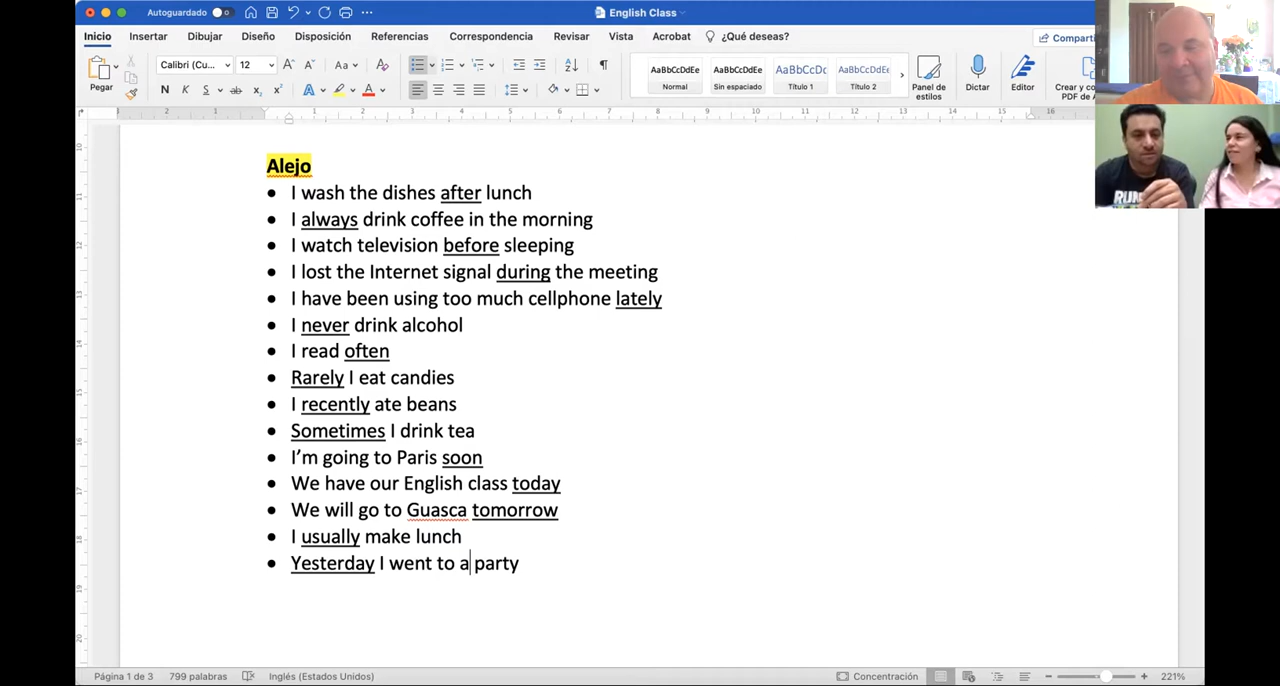 Autoguardado
English Class
Inicio Insertar Dibujar Diseño Disposición Referencias Correspondencia Revisar Vista Acrobat ¿Qué deseas?
Pegar
Calibri (Cu... 12
AaBbCcDdEe
Normal
AaBbCcDdEe
Sin espaciado
AaBbCcDc
Título 1
AaBbCcDdEe
Título 2
Panel de
estilos
Dictar
Editor
Alejo
• I wash the dishes after lunch
• I always drink coffee in the morning
• I watch television before sleeping
• I lost the Internet signal during the meeting
• I have been using too much cellphone lately
• I never drink alcohol
• I read often
• Rarely I eat candies
• I recently ate beans
• Sometimes I drink tea
• I’m going to Paris soon
• We have our English class today
• We will go to Guasca tomorrow
• I usually make lunch
• Yesterday I went to a party
Página 1 de 3 799 palabras Inglés (Estados Unidos) Concentración 221%